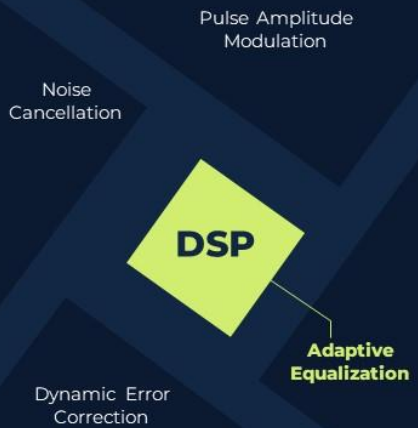 Pulse Amplitude
Modulation
Noise
Cancellation
DSP
Adaptive
Equalization
Dynamic Error
Correction